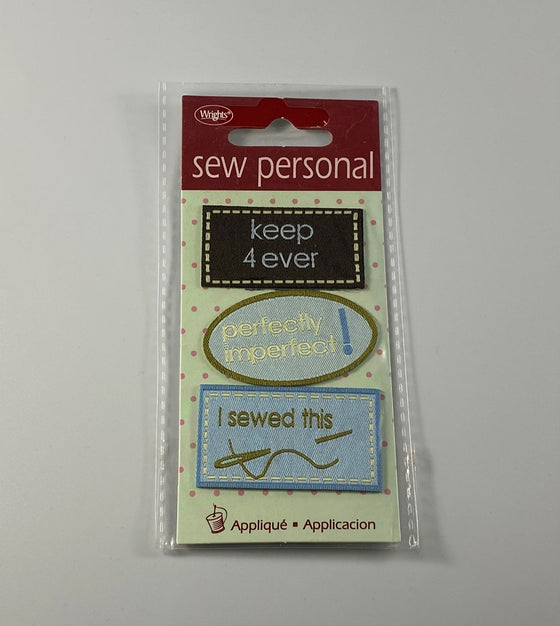 Wrights®
sew personal
keep
4 ever
perfectly
imperfect!
I sewed this
Appliqué ▪ Applicacion